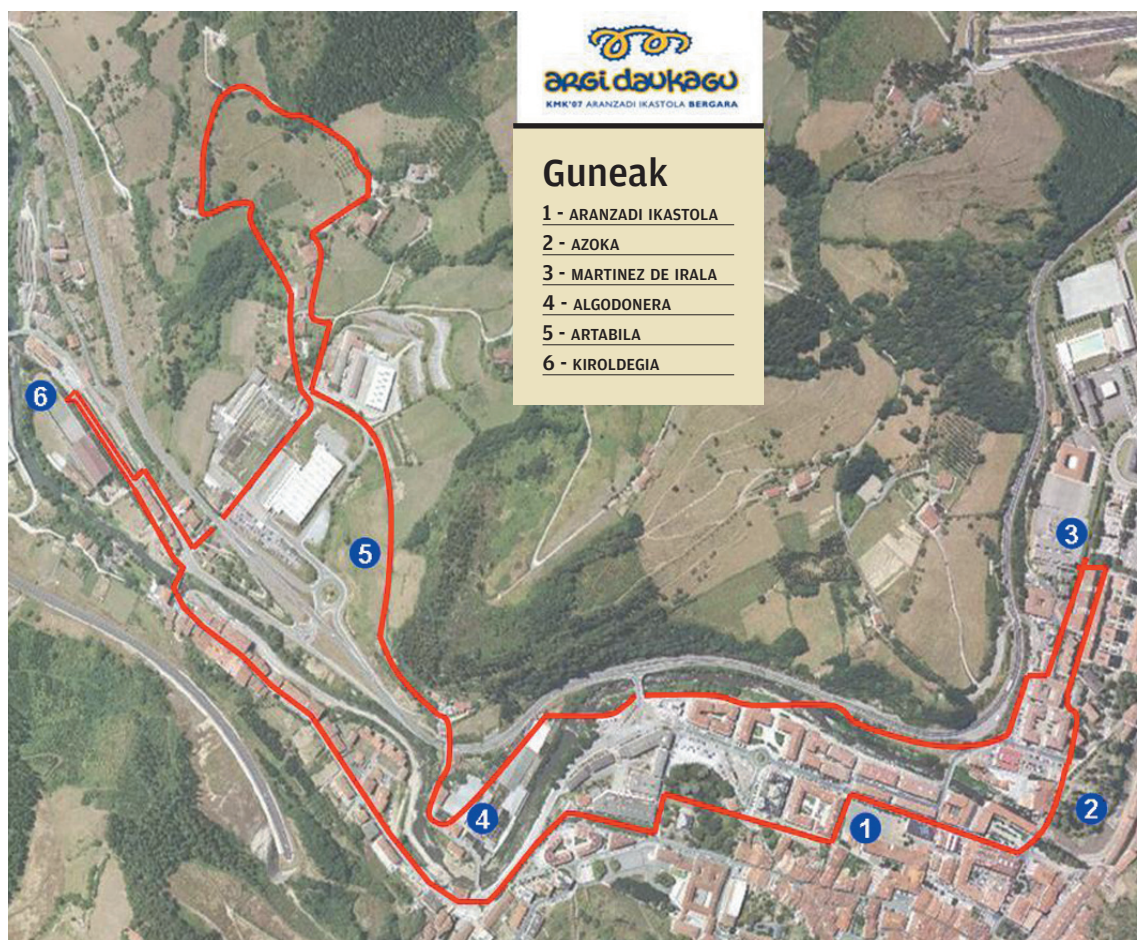 ARGI DAUKAGU
KMK'07 ARANZADI IKASTOLA BERGARA
Guneak
1 - ARANZADI IKASTOLA
2 - AZOKA
3 - MARTINEZ DE IRALA
4 - ALGODONERA
5 - ARTABILA
6 - KIROLDEGIA
6
5
3
4
1
2